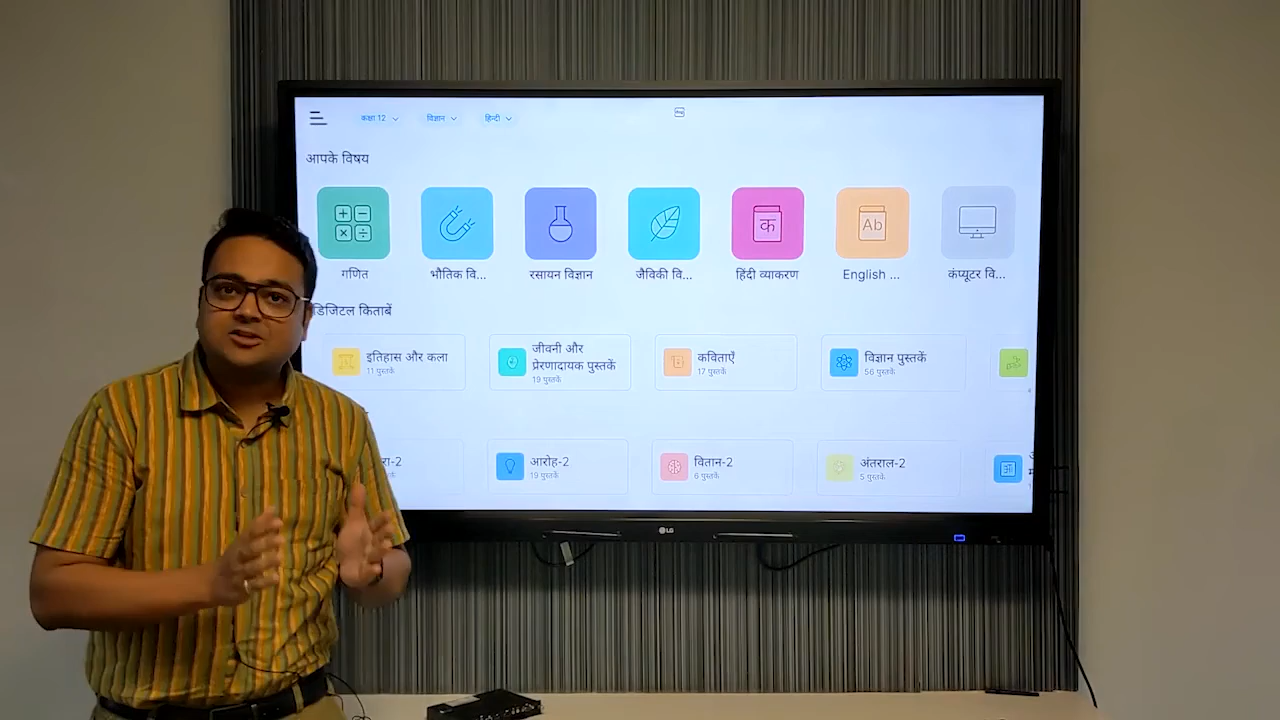 कक्षा 12 विज्ञान हिन्दी
आपके विषय
गणित भौतिक वि... रसायन विज्ञान जैविकी वि... हिंदी व्याकरण English ... कंप्यूटर वि...
क
Ab
डिजिटल किताबें
इतिहास और कला
11 पुस्तकें
जीवनी और
प्रेरणादायक पुस्तकें
19 पुस्तकें
कविताएँ
17 पुस्तकें
विज्ञान पुस्तकें
56 पुस्तकें
रा-2
आरोह-2
19 पुस्तकें
वितान-2
6 पुस्तकें
अंतराल-2
5 पुस्तकें
LG